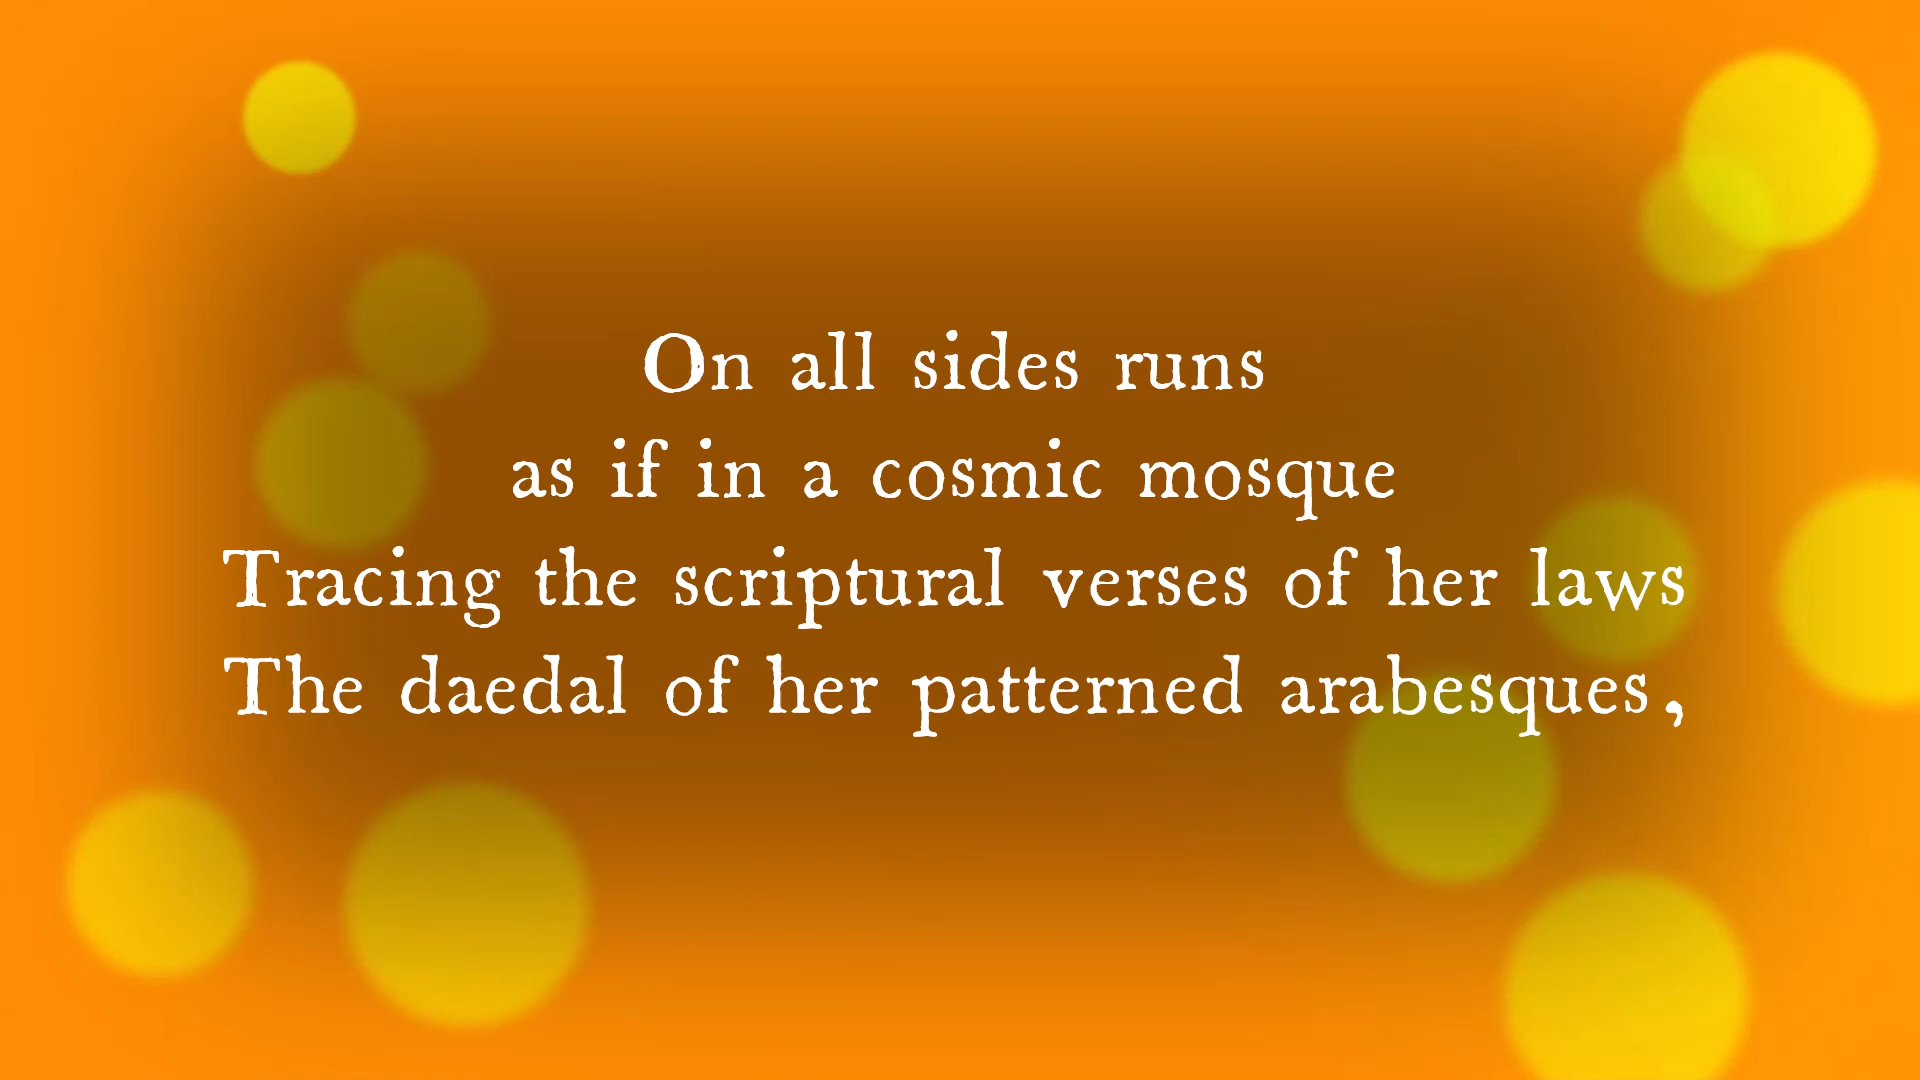 On all sides runs
as if in a cosmic mosque
Tracing the scriptural verses of her laws
The daedal of her patterned arabesques,